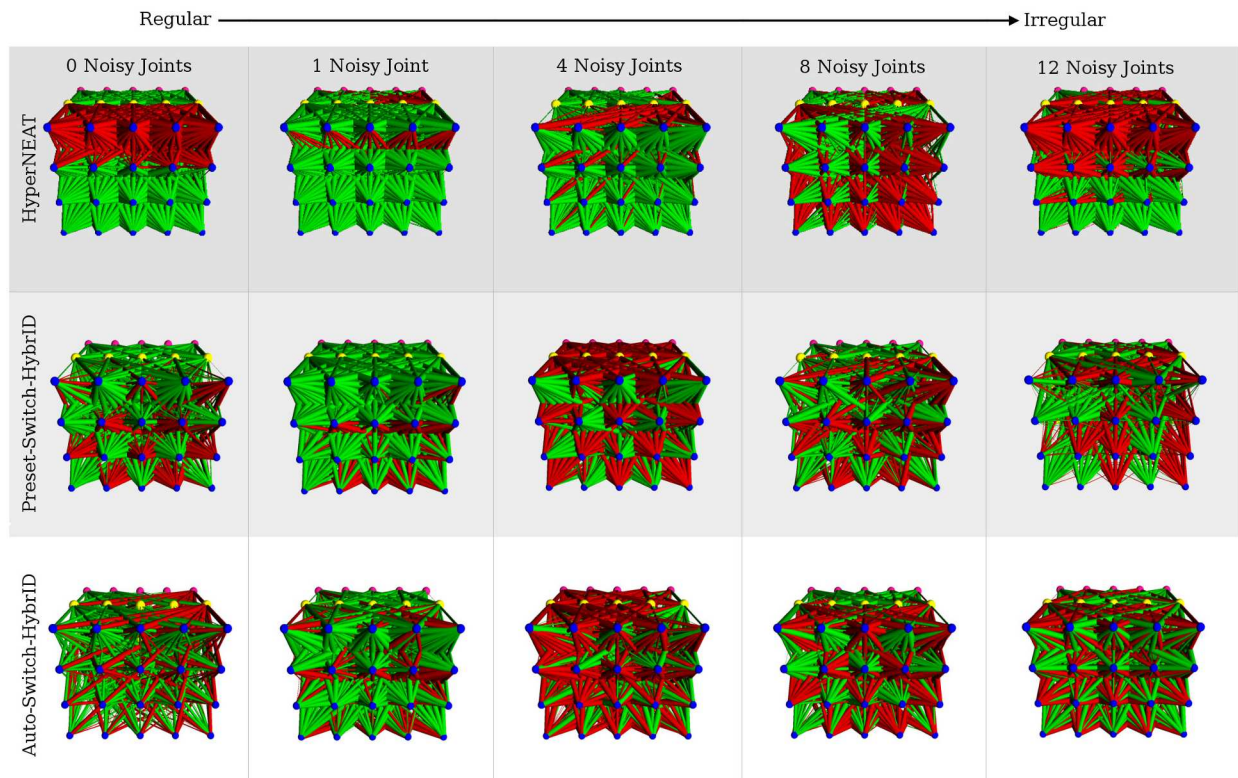 Regular
Irregular
0 Noisy Joints
1 Noisy Joint
4 Noisy Joints
8 Noisy Joints
12 Noisy Joints
HyperNEAT
Preset-Switch-HybrID
Auto-Switch-HybrID